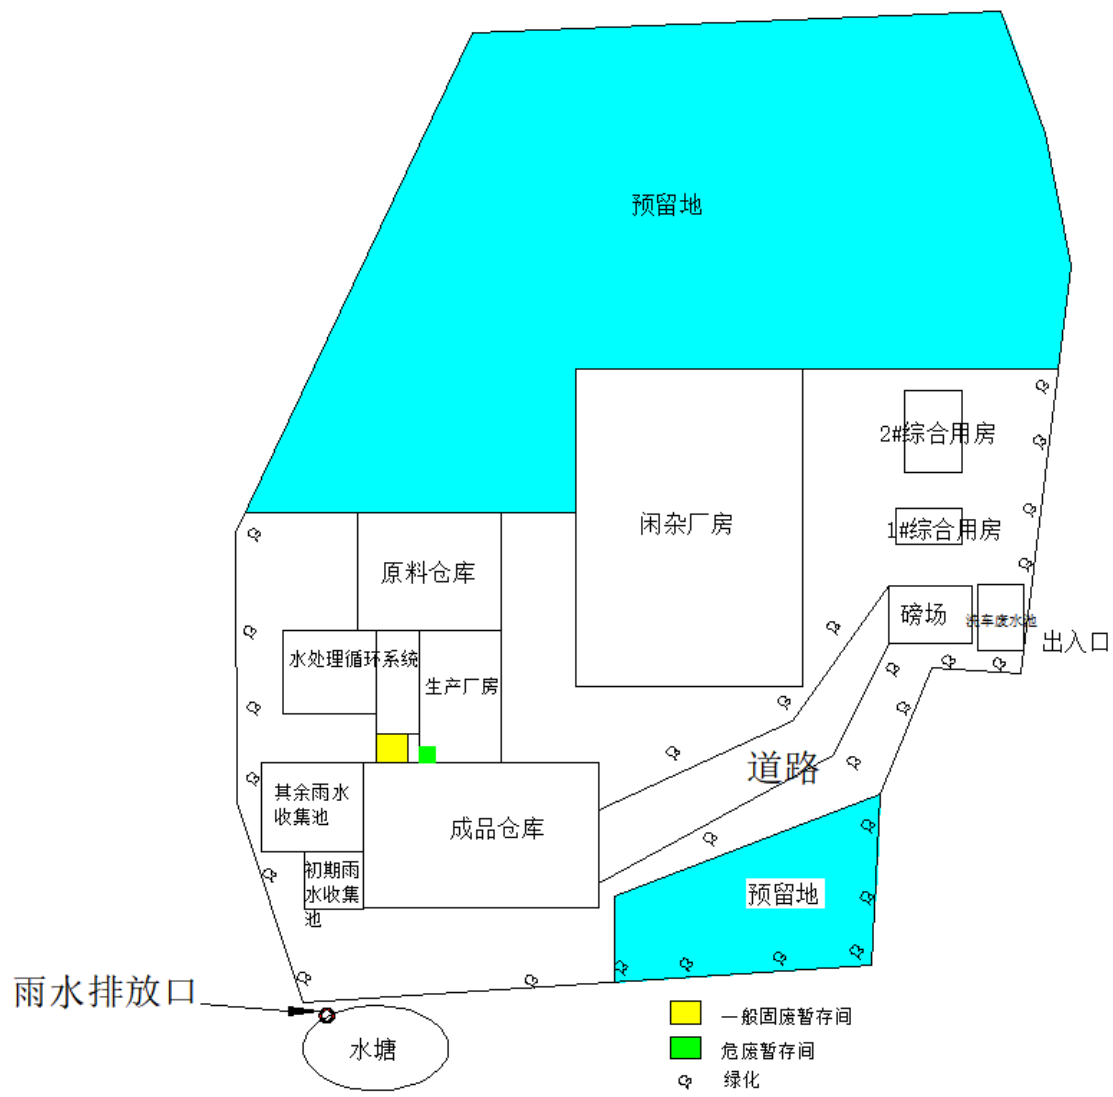 预留地
2#综合用房
闲杂厂房
1#综合用房
原料仓库
磅场
洗车废水池
出入口
水处理循环系统
生产厂房
道路
其余雨水
收集池
成品仓库
初期雨
水收集
池
预留地
雨水排放口
水塘
一般固废暂存间
危废暂存间
绿化